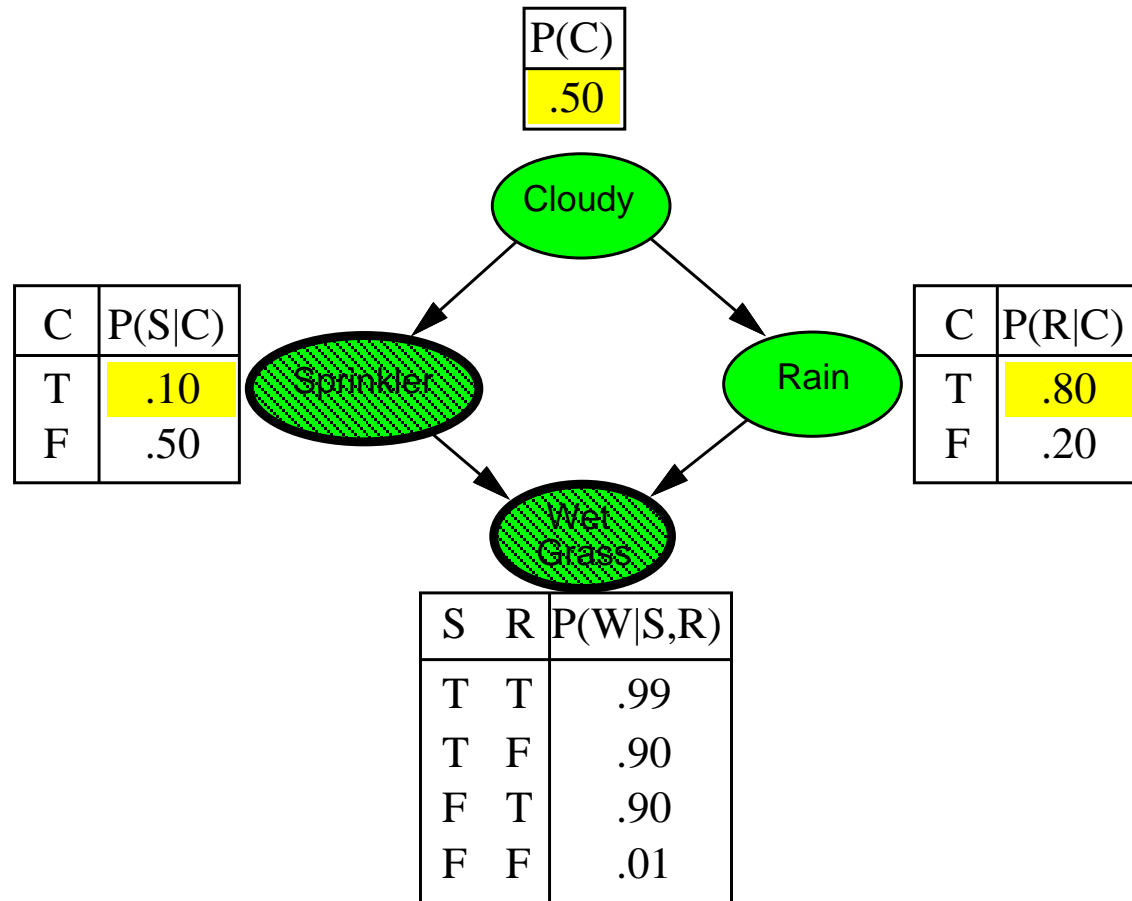 P(C)
.50
Cloudy
C P(S|C)
T .10
F .50
Sprinkler
Rain
C P(R|C)
T .80
F .20
Wet
Grass
S R P(W|S,R)
T T .99
T F .90
F T .90
F F .01